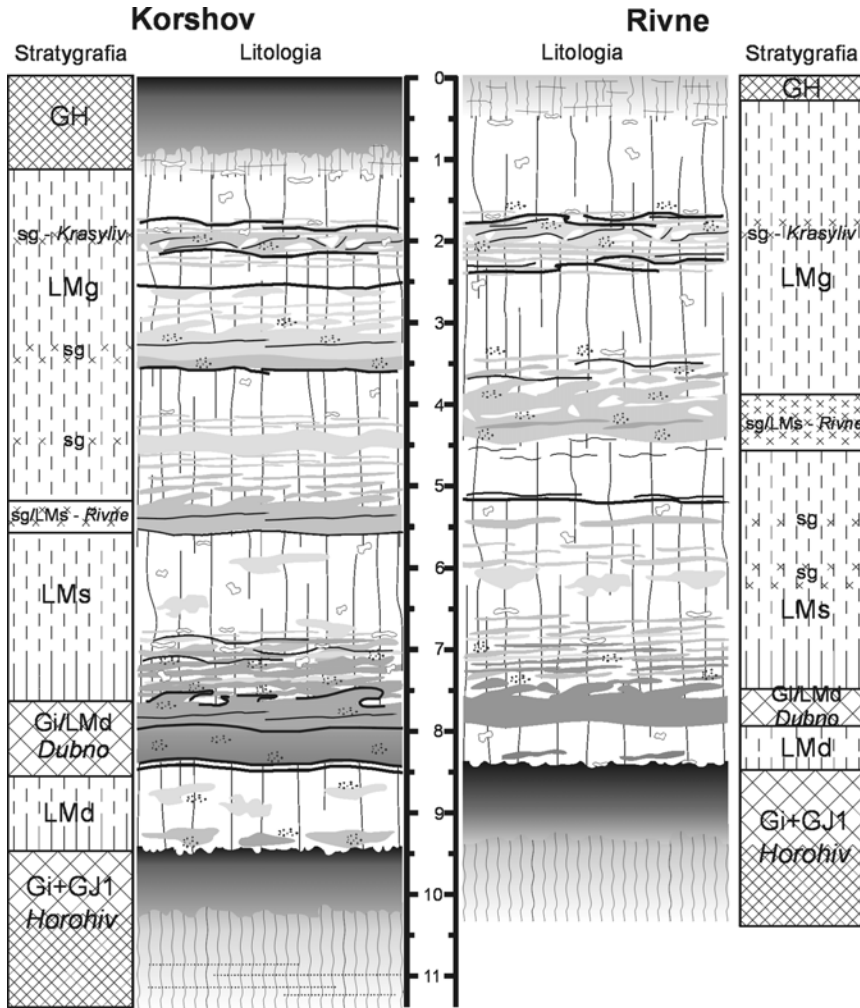 Korshov
Rivne
Stratygrafia
Litologia
Litologia
Stratygrafia
GH
sg - Krasyliv
LMg
sg
sg
sg/LMs - Rivne
LMs
Gi/LMd
Dubno
LMd
Gi+GJ1
Horohiv
0
1
2
3
4
5
6
7
8
9
10
11
GH
sg - Krasyliv
LMg
sg/LMs - Rivne
sg
sg
LMs
Gi/LMd
Dubno
LMd
Gi+GJ1
Horohiv